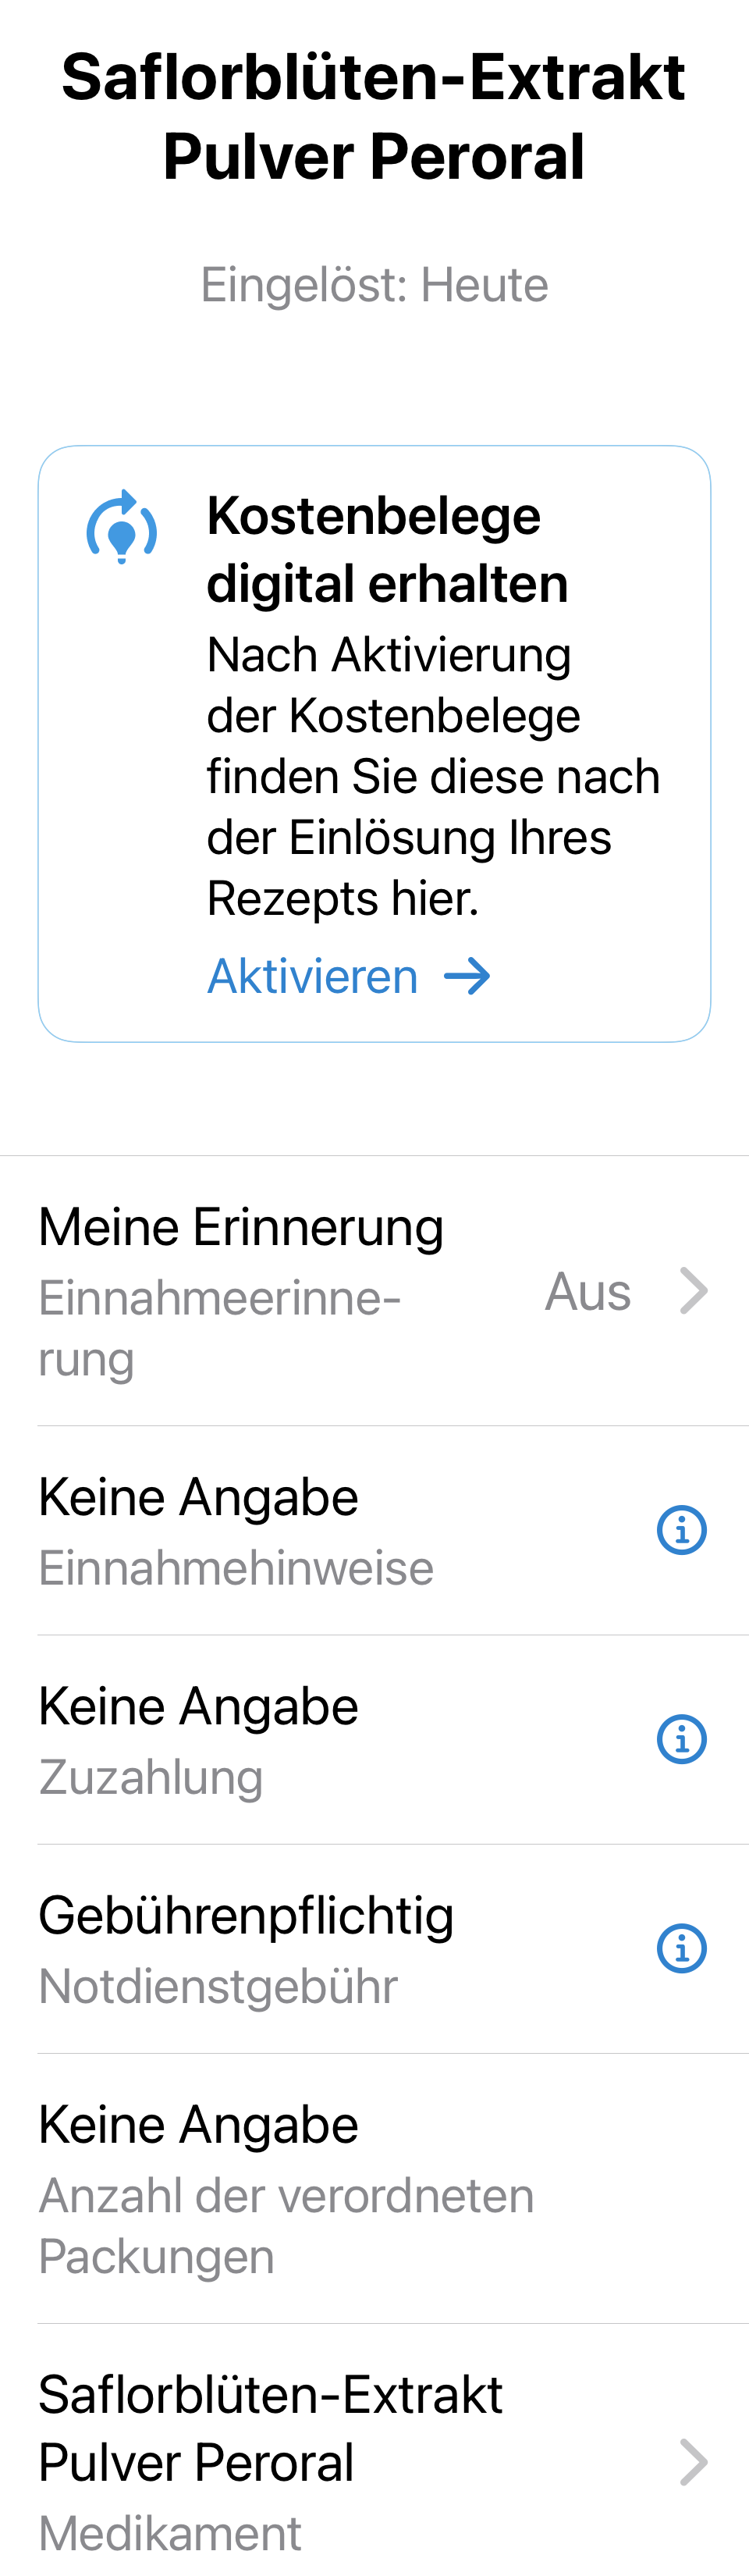 Saflorblüten-Extrakt
Pulver Peroral
Eingelöst: Heute
Kostenbelege
digital erhalten
Nach Aktivierung
der Kostenbelege
finden Sie diese nach
der Einlösung Ihres
Rezepts hier.
Aktivieren →
Meine Erinnerung
Einnahmeerinne-
rung
Aus
Keine Angabe
Einnahmehinweise
Keine Angabe
Zuzahlung
Gebührenpflichtig
Notdienstgebühr
Keine Angabe
Anzahl der verordneten
Packungen
Saflorblüten-Extrakt
Pulver Peroral
Medikament